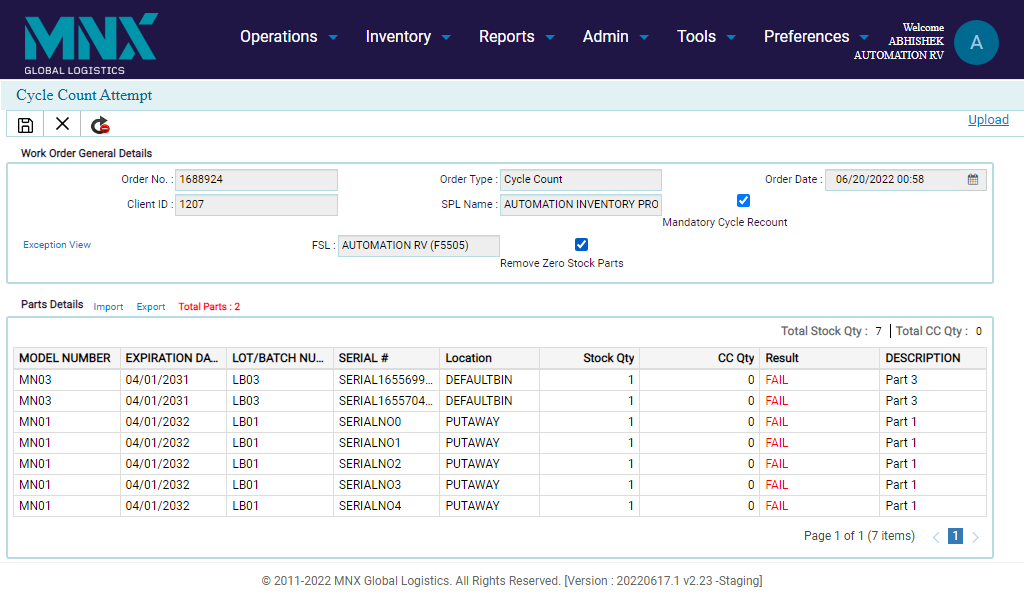 MNX
GLOBAL LOGISTICS
Operations Inventory Reports Admin Tools Preferences
Welcome
ABHISHEK
AUTOMATION RV
A
Cycle Count Attempt
Upload
Work Order General Details
Order No. : 1688924 Order Type : Cycle Count Order Date : 06/20/2022 00:58
Client ID : 1207 SPL Name : AUTOMATION INVENTORY PRO
Mandatory Cycle Recount
Exception View FSL : AUTOMATION RV (F5505)
Remove Zero Stock Parts
Parts Details Import Export Total Parts : 2
Total Stock Qty : 7 Total CC Qty : 0
MODEL NUMBER EXPIRATION DA... LOT/BATCH NU... SERIAL # Location Stock Qty CC Qty Result DESCRIPTION
MN03 04/01/2031 LB03 SERIAL1655699... DEFAULTBIN 1 0 FAIL Part 3
MN03 04/01/2031 LB03 SERIAL1655704... DEFAULTBIN 1 0 FAIL Part 3
MN01 04/01/2032 LB01 SERIALNO0 PUTAWAY 1 0 FAIL Part 1
MN01 04/01/2032 LB01 SERIALNO1 PUTAWAY 1 0 FAIL Part 1
MN01 04/01/2032 LB01 SERIALNO2 PUTAWAY 1 0 FAIL Part 1
MN01 04/01/2032 LB01 SERIALNO3 PUTAWAY 1 0 FAIL Part 1
MN01 04/01/2032 LB01 SERIALNO4 PUTAWAY 1 0 FAIL Part 1
Page 1 of 1 (7 items) 1
© 2011-2022 MNX Global Logistics. All Rights Reserved. [Version : 20220617.1 v2.23 -Staging]